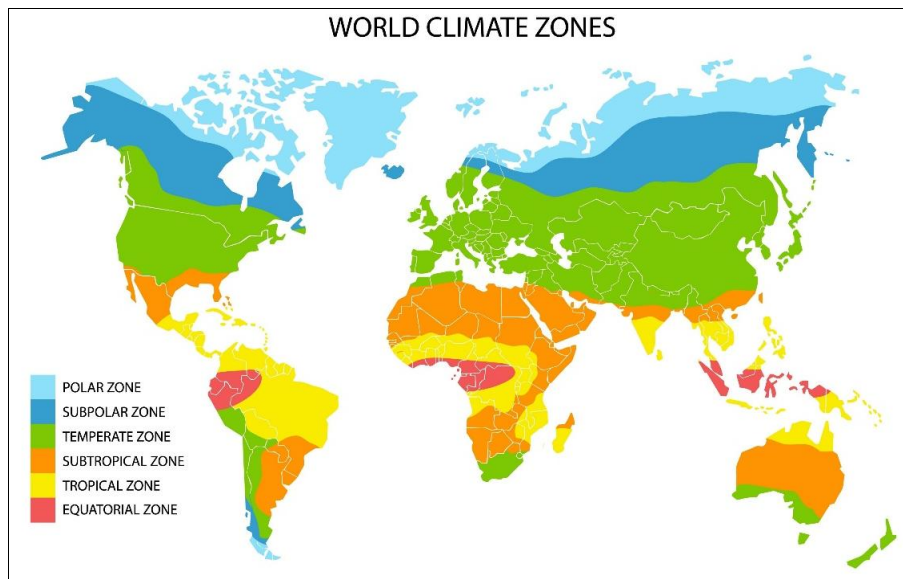 WORLD CLIMATE ZONES
POLAR ZONE
SUBPOLAR ZONE
TEMPERATE ZONE
SUBTROPICAL ZONE
TROPICAL ZONE
EQUATORIAL ZONE